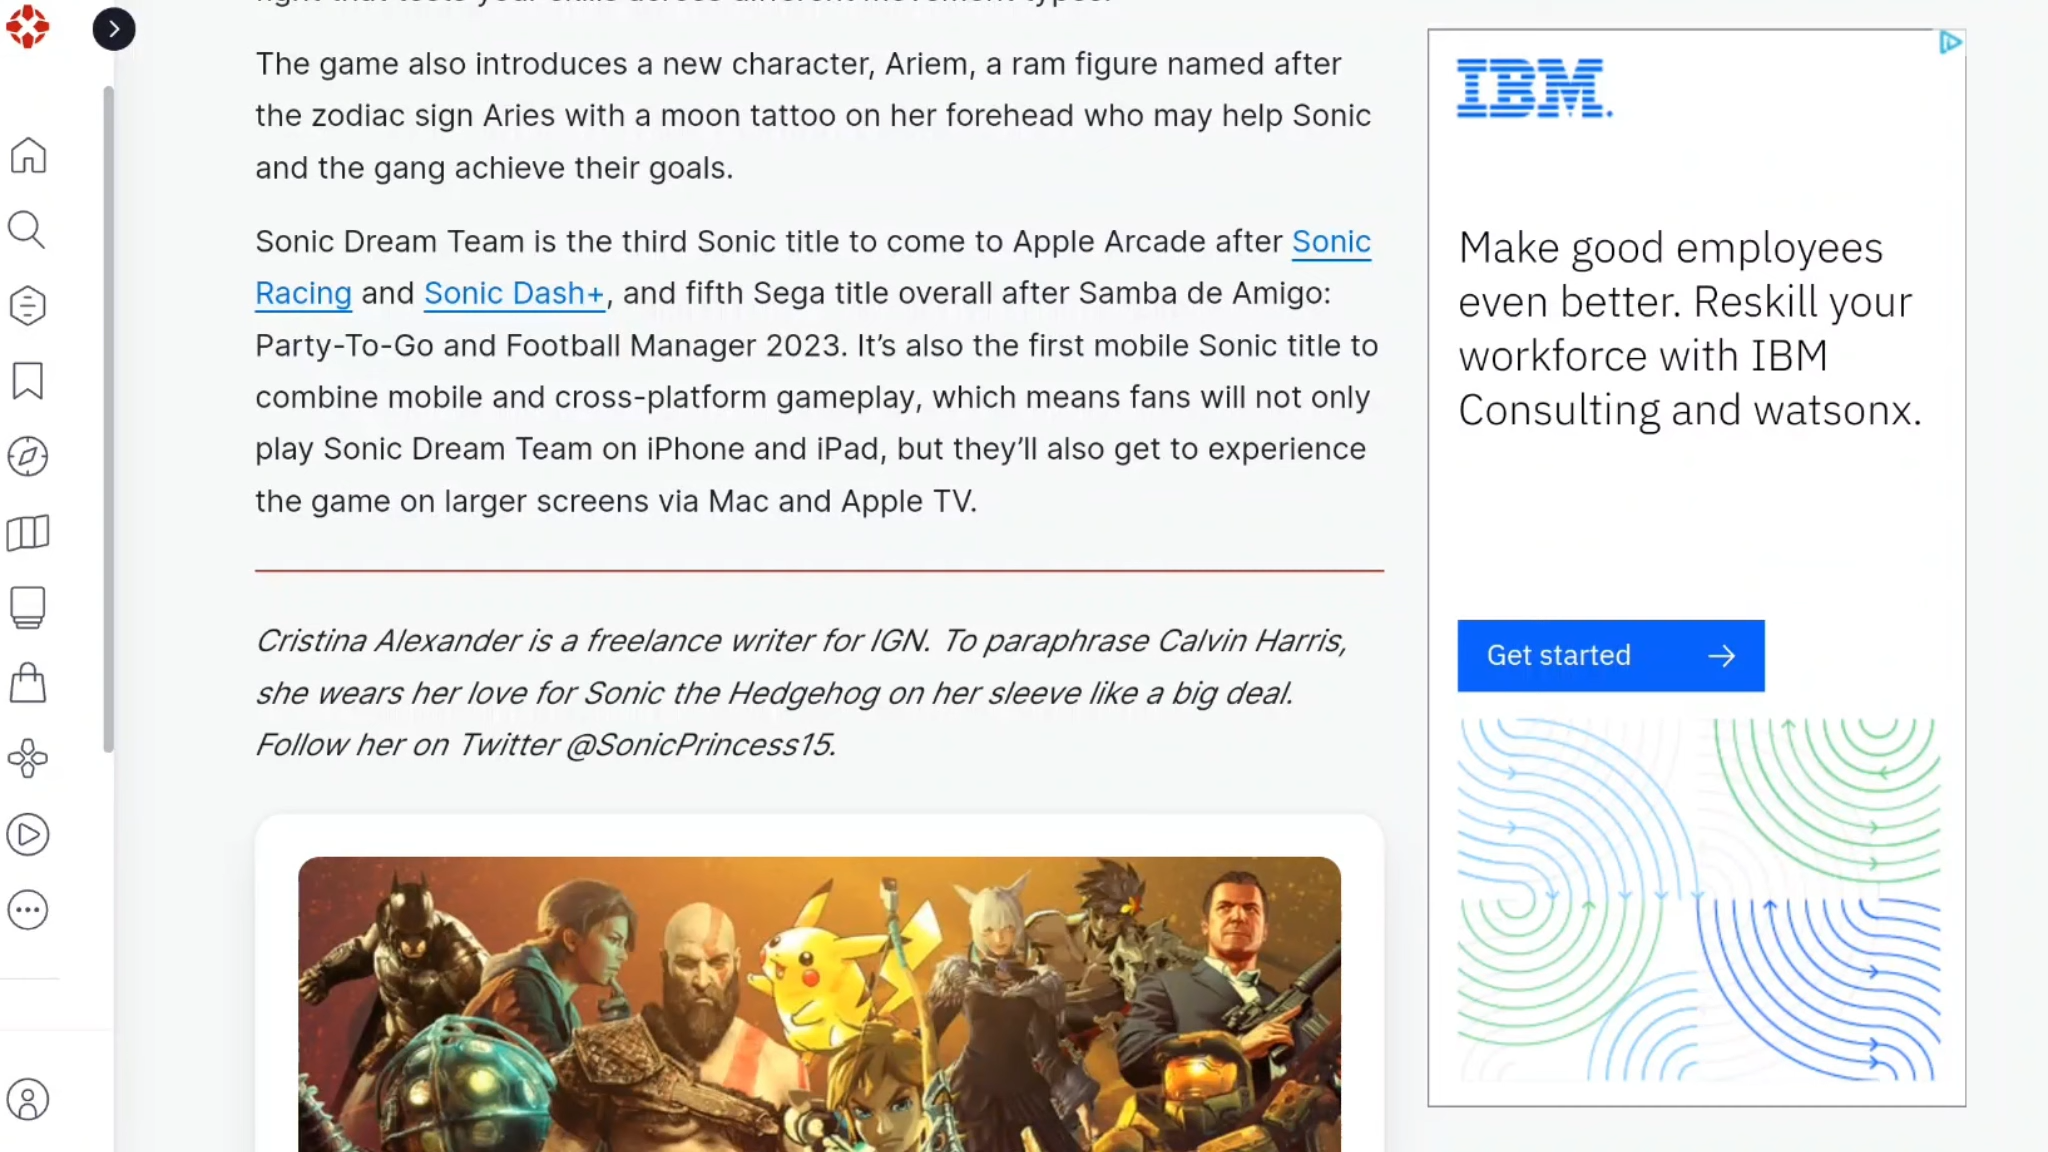 The game also introduces a new character, Ariem, a ram figure named after
the zodiac sign Aries with a moon tattoo on her forehead who may help Sonic
and the gang achieve their goals.
Sonic Dream Team is the third Sonic title to come to Apple Arcade after Sonic
Racing and Sonic Dash+, and fifth Sega title overall after Samba de Amigo:
Party-To-Go and Football Manager 2023. It’s also the first mobile Sonic title to
combine mobile and cross-platform gameplay, which means fans will not only
play Sonic Dream Team on iPhone and iPad, but they’ll also get to experience
the game on larger screens via Mac and Apple TV.
Cristina Alexander is a freelance writer for IGN. To paraphrase Calvin Harris,
she wears her love for Sonic the Hedgehog on her sleeve like a big deal.
Follow her on Twitter @SonicPrincess15.
IBM.
Make good employees
even better. Reskill your
workforce with IBM
Consulting and watsonx.
Get started